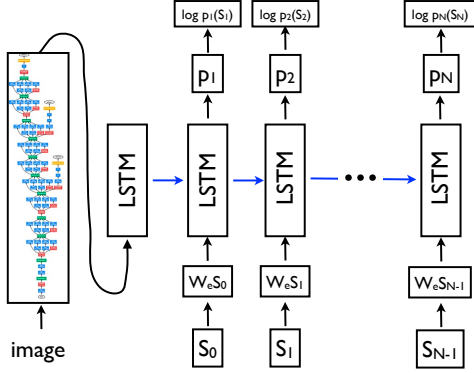 log p1(S1) log p2(S2) log pN(SN)
p1 p2 pN
LSTM LSTM LSTM LSTM
WeS0 WeS1 WeSN-1
image S0 S1 SN-1